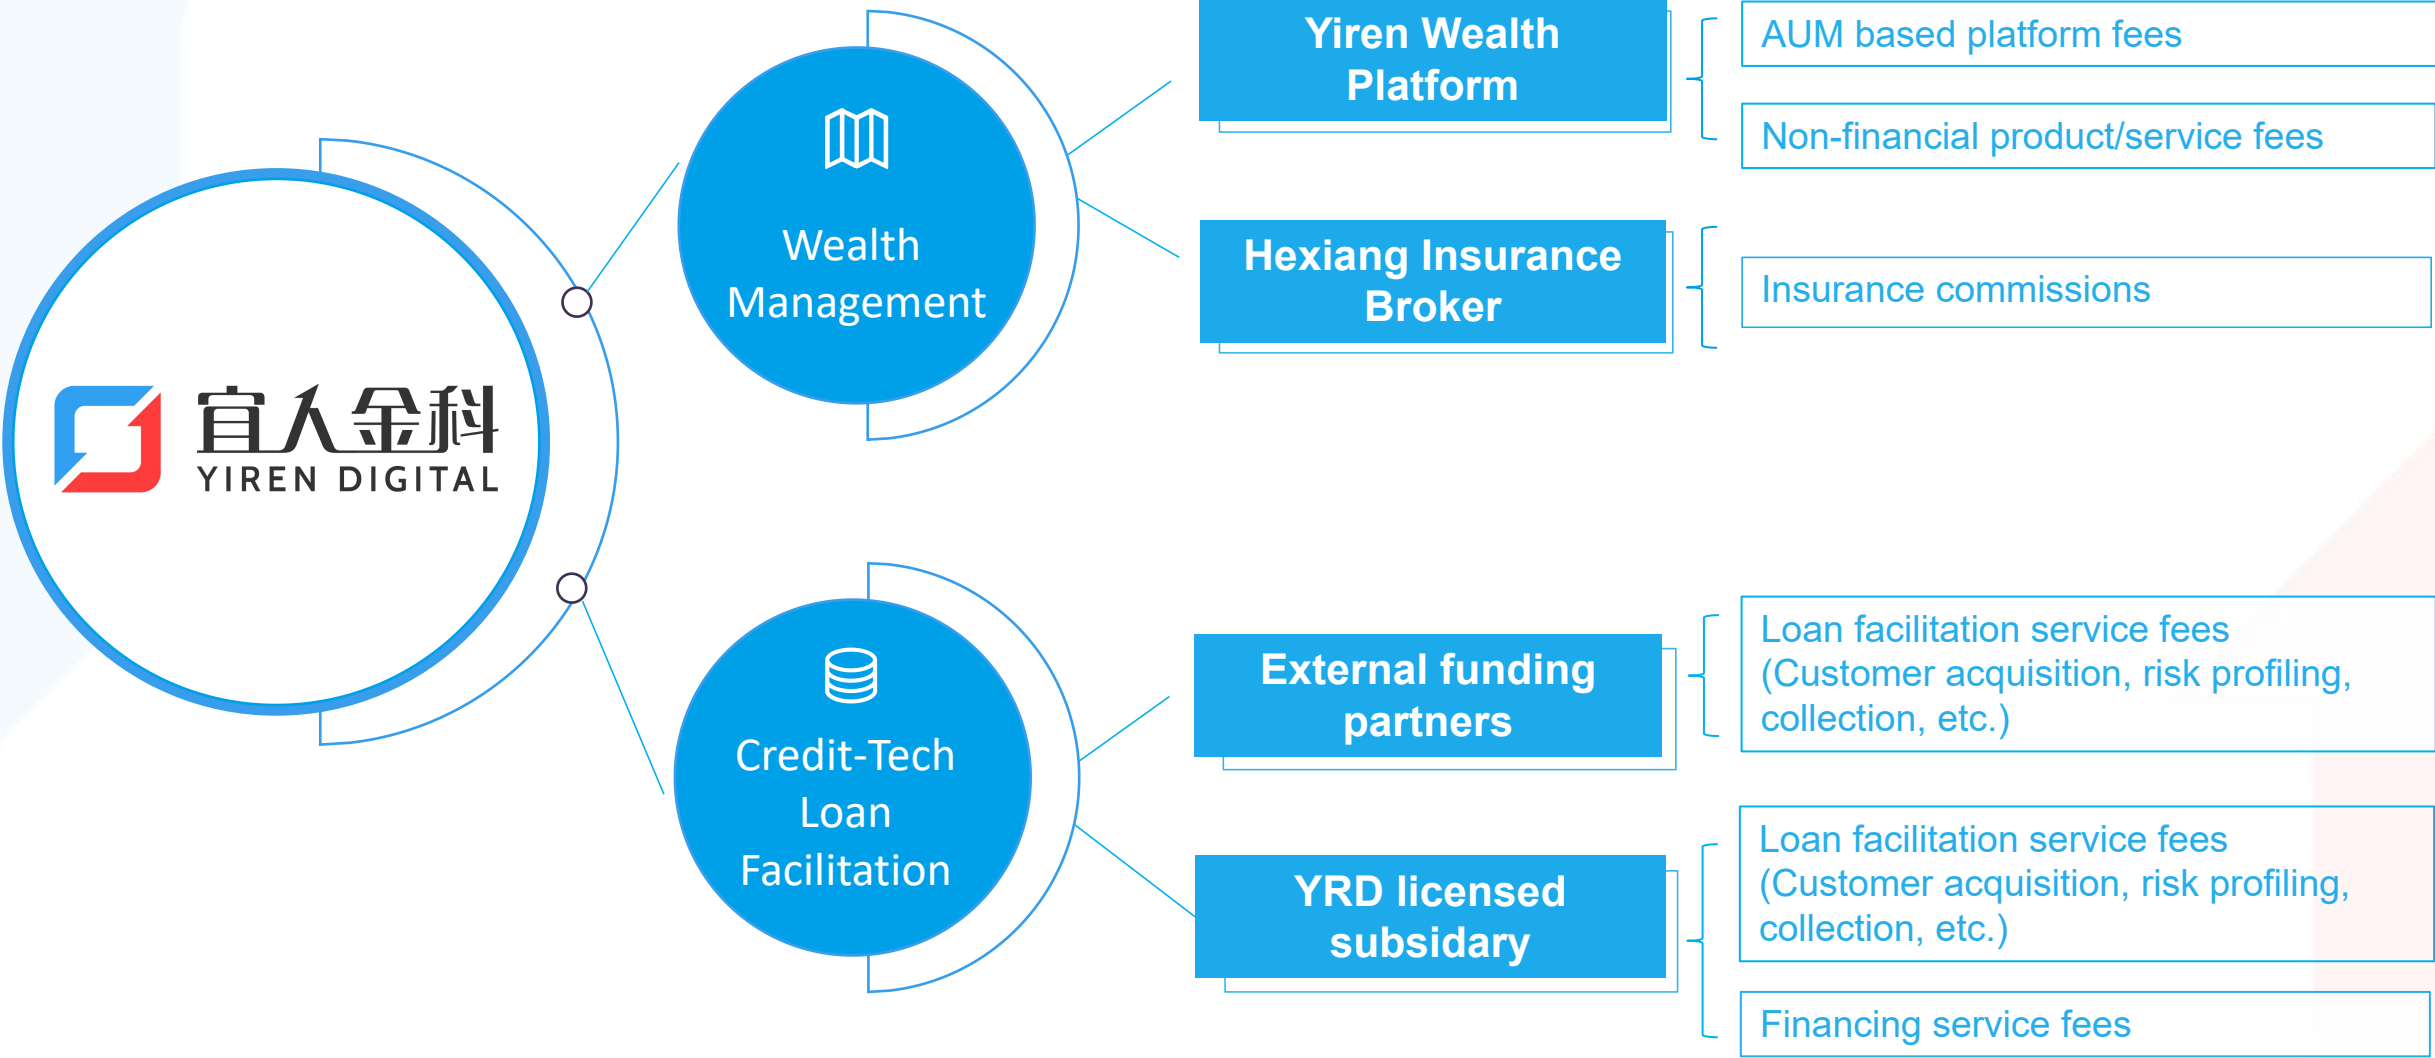 宜人金科
YIREN DIGITAL
Wealth
Management
Yiren Wealth
Platform
AUM based platform fees
Non-financial product/service fees
Hexiang Insurance
Broker
Insurance commissions
Credit-Tech
Loan
Facilitation
External funding
partners
Loan facilitation service fees
(Customer acquisition, risk profiling,
collection, etc.)
YRD licensed
subsidary
Loan facilitation service fees
(Customer acquisition, risk profiling,
collection, etc.)
Financing service fees